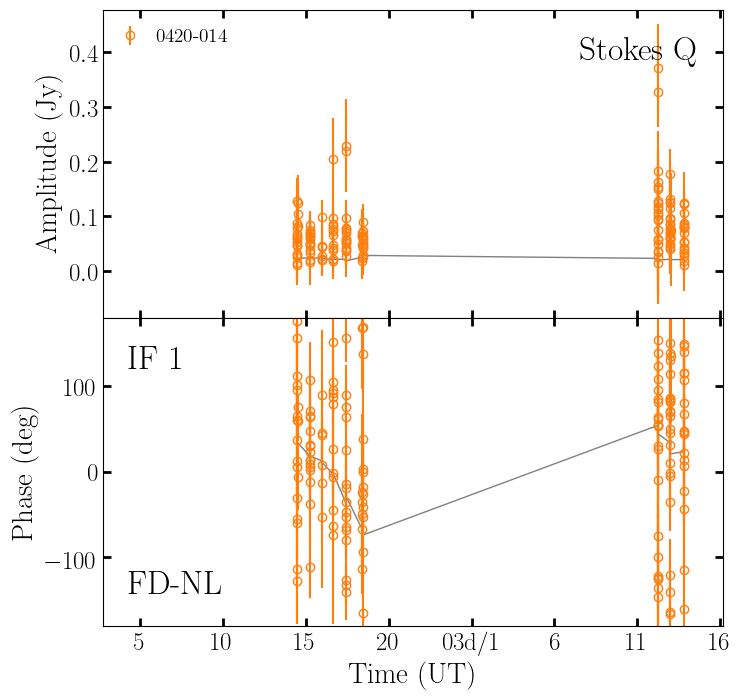 0420-014
Stokes Q
0.4
0.3
0.2
0.1
0.0
Amplitude (Jy)
IF 1
100
0
−100
Phase (deg)
FD-NL
5 10 15 20 03d/1 6 11 16
Time (UT)